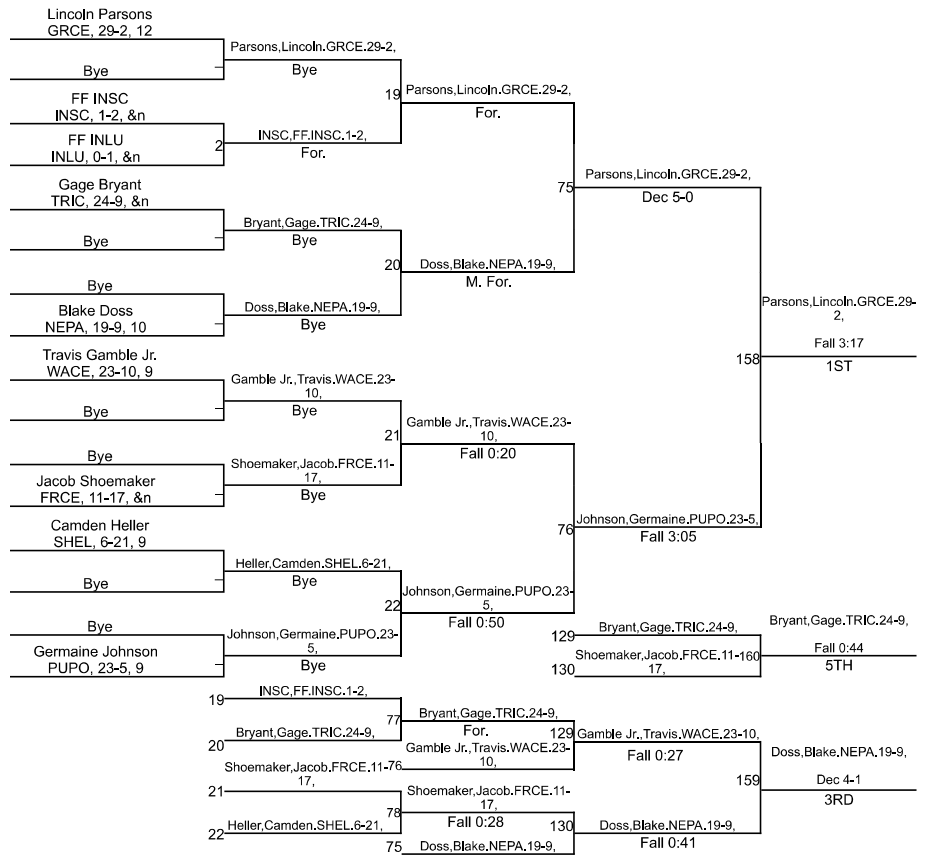 Lincoln Parsons
GRCE, 29-2, 12
Bye
FF INSC
INSC, 1-2, &n
FF INLU
INLU, 0-1, &n
Gage Bryant
TRIC, 24-9, &n
Bye
Bye
Blake Doss
NEPA, 19-9, 10
Travis Gamble Jr.
WACE, 23-10, 9
Bye
Bye
Jacob Shoemaker
FRCE, 11-17, &n
Camden Heller
SHEL, 6-21, 9
Bye
Bye
Germaine Johnson
PUPO, 23-5, 9
Parsons,Lincoln.GRCE.29-2,
Bye
2
INSC,FF.INSC.1-2,
For.
Bryant,Gage.TRIC.24-9,
Bye
Doss,Blake.NEPA.19-9,
Bye
Gamble Jr.,Travis.WACE.23-
10,
Bye
Shoemaker,Jacob.FRCE.11-
17,
Bye
Heller,Camden.SHEL.6-21,
Bye
Johnson,Germaine.PUPO.23-
5,
Bye
19
Parsons,Lincoln.GRCE.29-2,
For.
20
Doss,Blake.NEPA.19-9,
M. For.
21
Gamble Jr.,Travis.WACE.23-
10,
Fall 0:20
22
Johnson,Germaine.PUPO.23-
5,
Fall 0:50
75
Parsons,Lincoln.GRCE.29-2,
Dec 5-0
76
Johnson,Germaine.PUPO.23-5,
Fall 3:05
158
Parsons,Lincoln.GRCE.29-
2,
Fall 3:17
1ST
129
Bryant,Gage.TRIC.24-9,
130
Shoemaker,Jacob.FRCE.11-
17,
160
Bryant,Gage.TRIC.24-9,
Fall 0:44
5TH
19
INSC,FF.INSC.1-2,
20
Bryant,Gage.TRIC.24-9,
21
Shoemaker,Jacob.FRCE.11-
17,
22
Heller,Camden.SHEL.6-21,
77
Bryant,Gage.TRIC.24-9,
For.
76
Gamble Jr.,Travis.WACE.23-
10,
78
Shoemaker,Jacob.FRCE.11-
17,
Fall 0:28
75
Doss,Blake.NEPA.19-9,
129
Gamble Jr.,Travis.WACE.23-10,
Fall 0:27
130
Doss,Blake.NEPA.19-9,
Fall 0:41
159
Doss,Blake.NEPA.19-9,
Dec 4-1
3RD